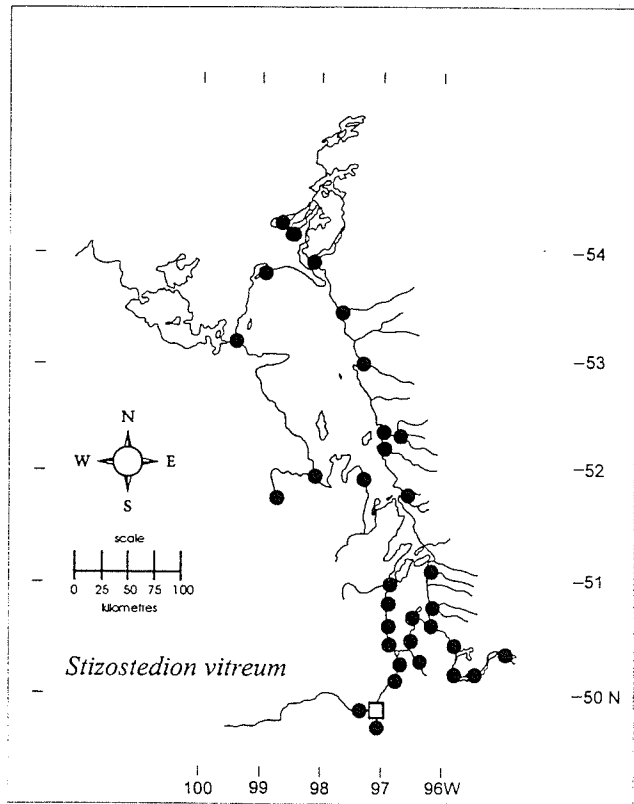 —54
—53
N
W E
S
—52
scale
0 25 50 75 100
kilometres
—51
Stizostedion vitreum
—50 N
100 99 98 97 96W